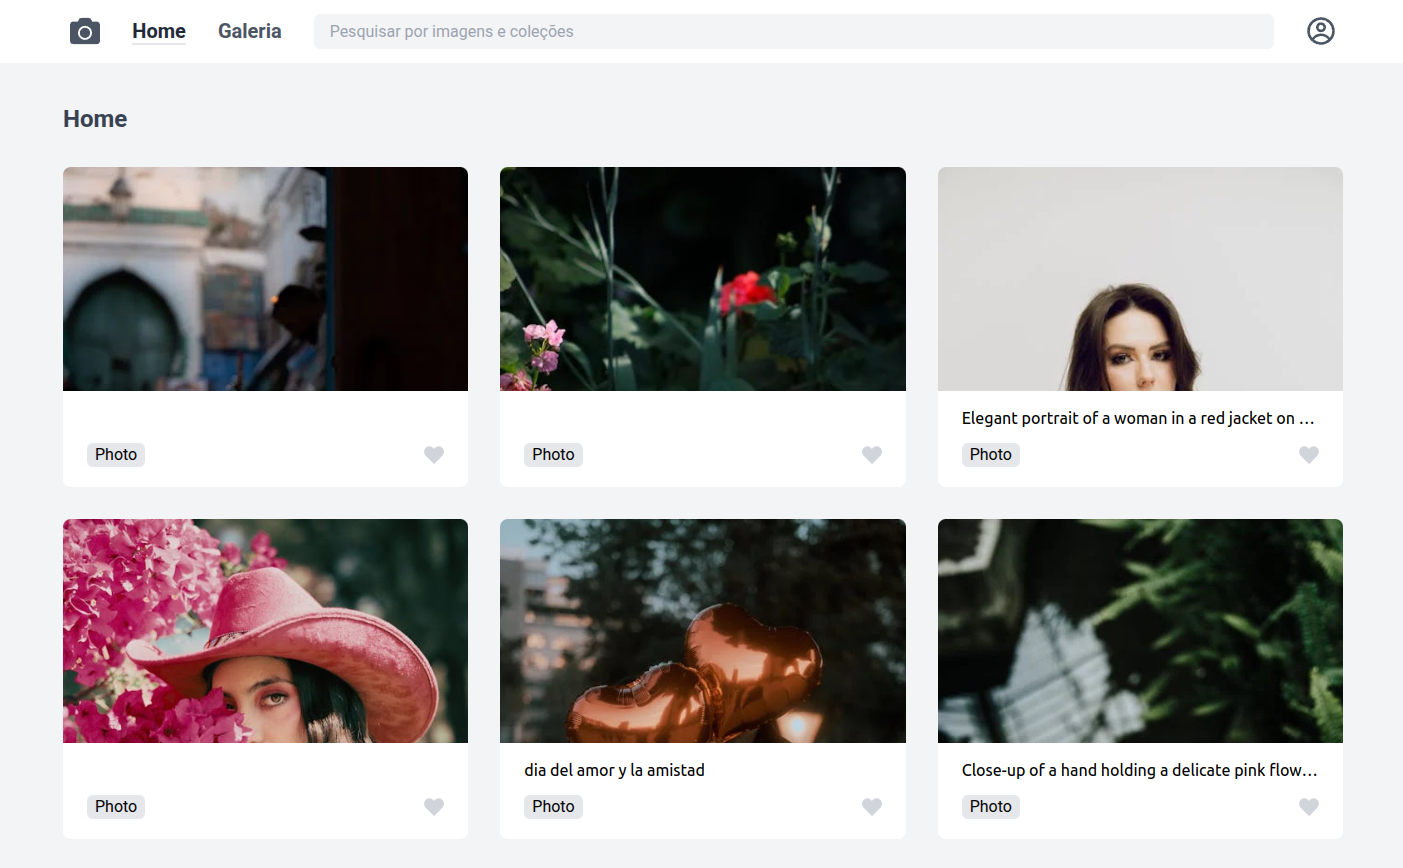 Home
Galeria
Pesquisar por imagens e coleções
Home
Photo
Photo
Elegant portrait of a woman in a red jacket on ...
Photo
Photo
dia del amor y la amistad
Photo
Close-up of a hand holding a delicate pink flow...
Photo